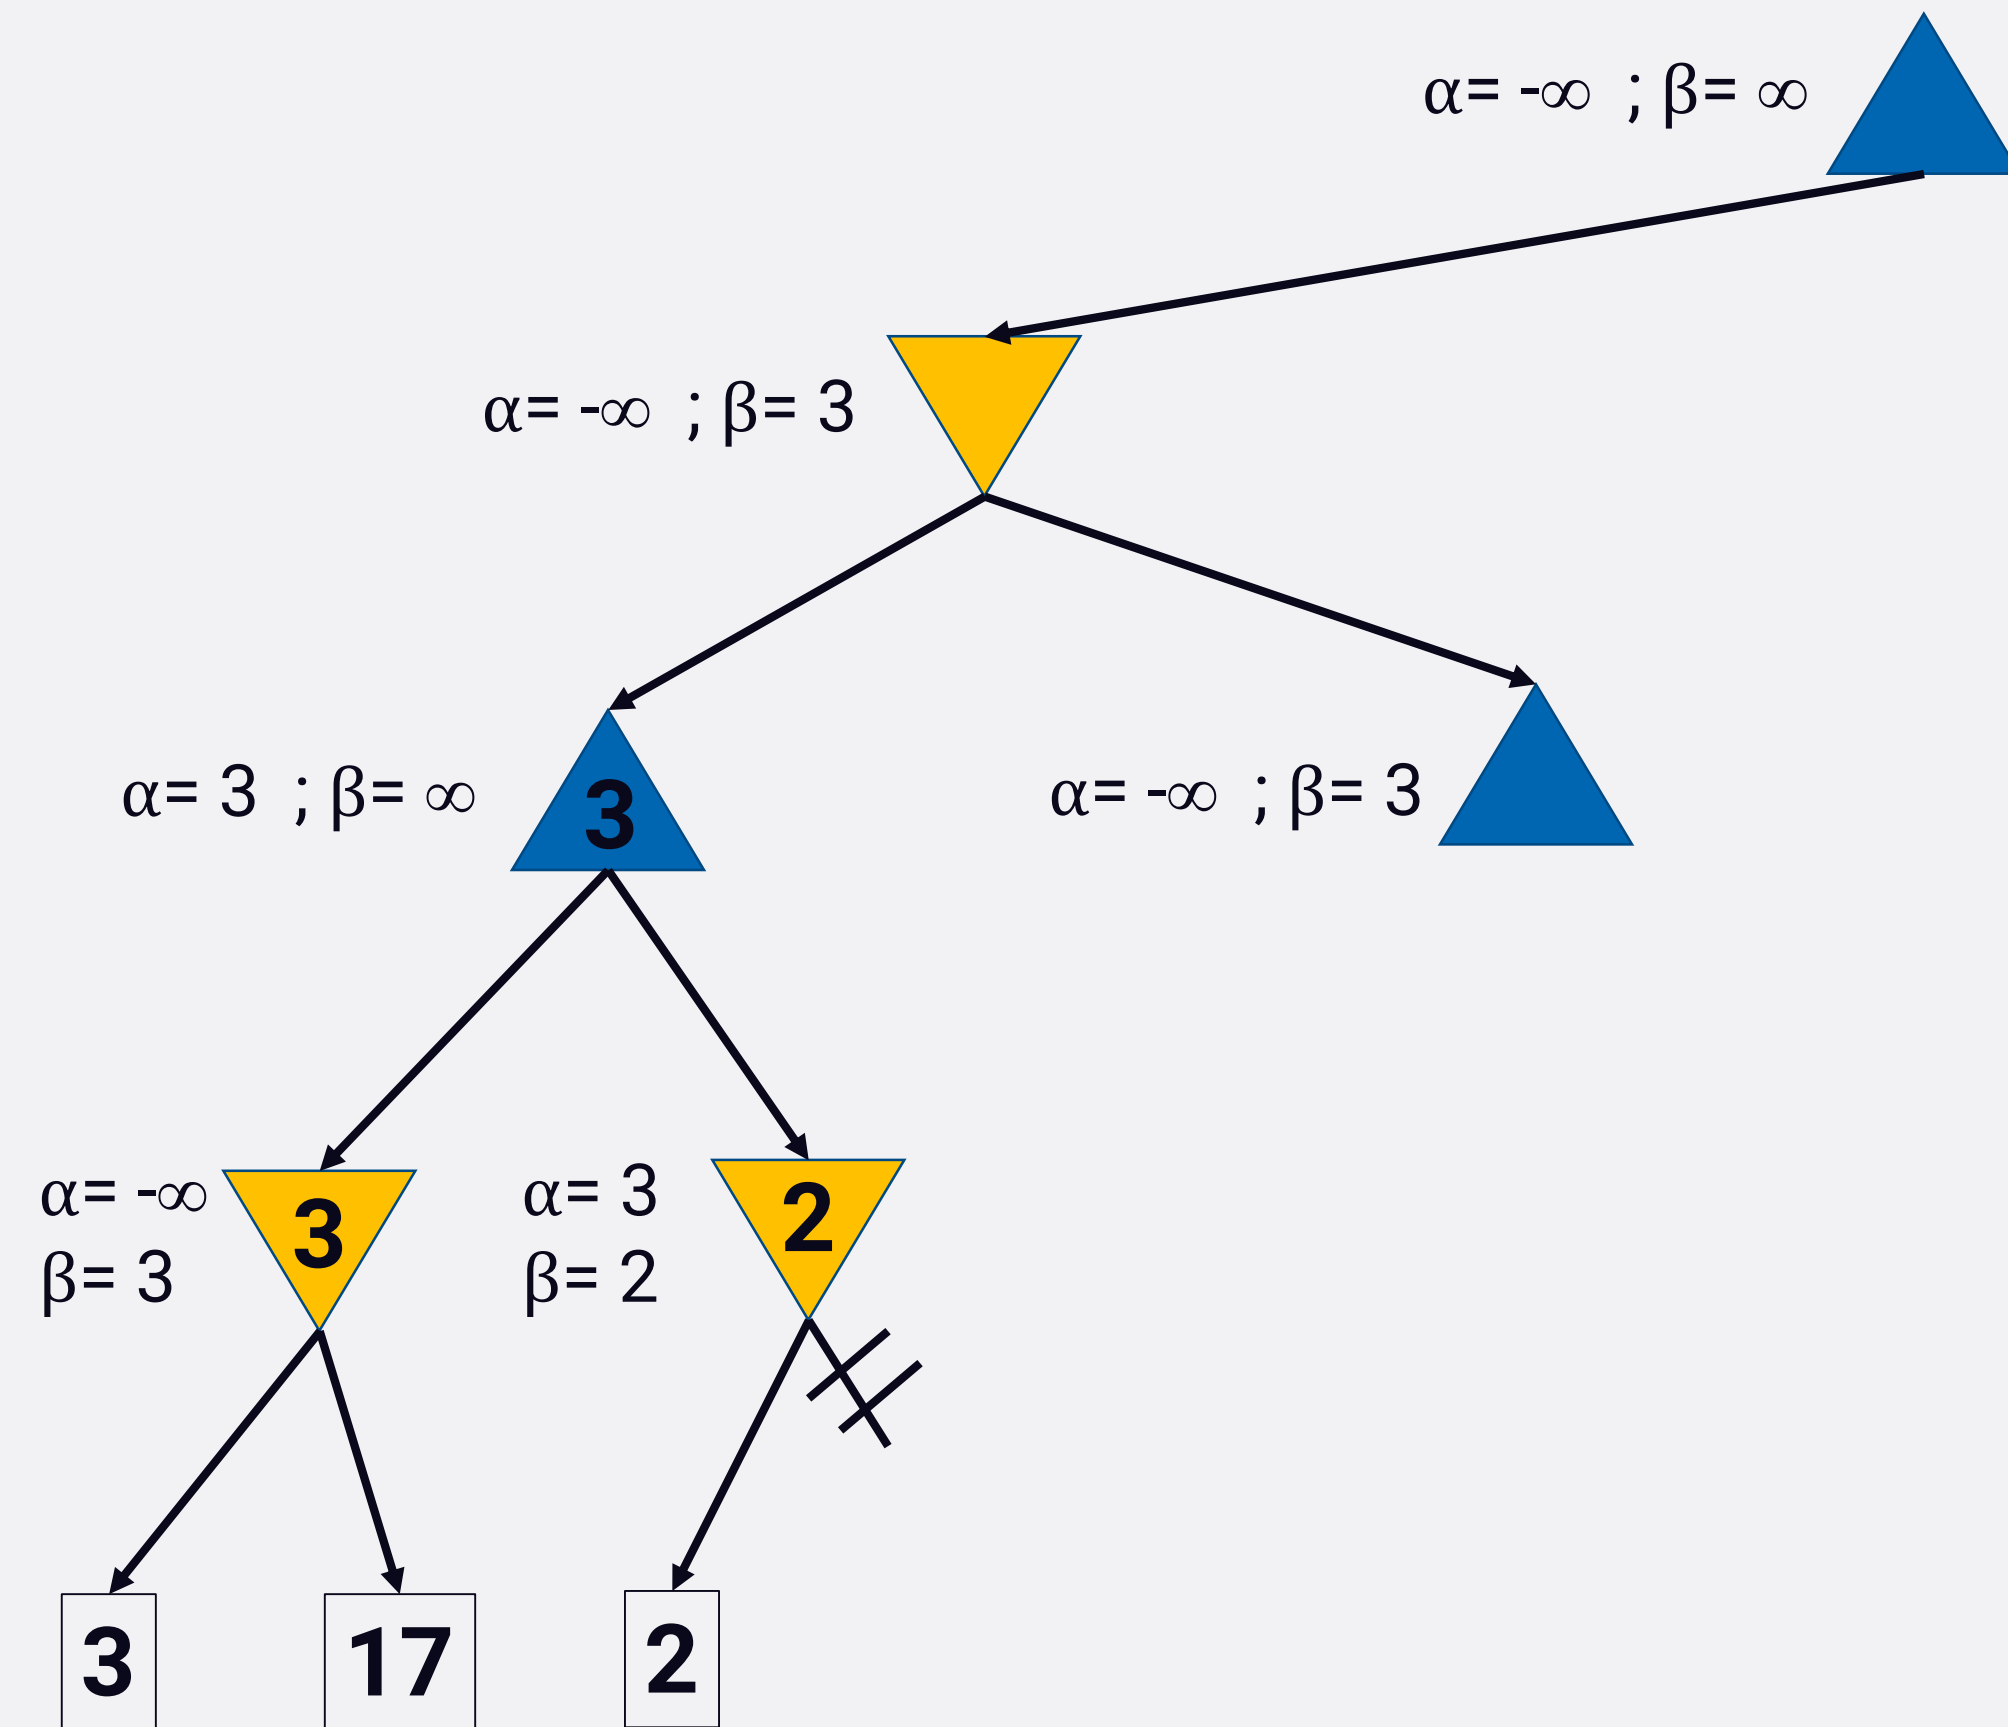 α= -∞ ; β= ∞
α= -∞ ; β= 3
α= 3 ; β= ∞
3
α= -∞ ; β= 3
α= -∞
β= 3
3
α= 3
β= 2
2
3
17
2